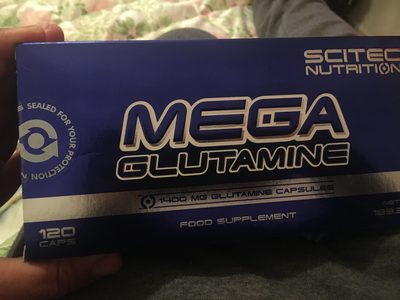 SCITEC
NUTRITION
SEALED FOR YOUR PROTECTION
MEGA
GLUTAMINE
1400 MG GLUTAMINE CAPSULES
120
CAPS
FOOD SUPPLEMENT